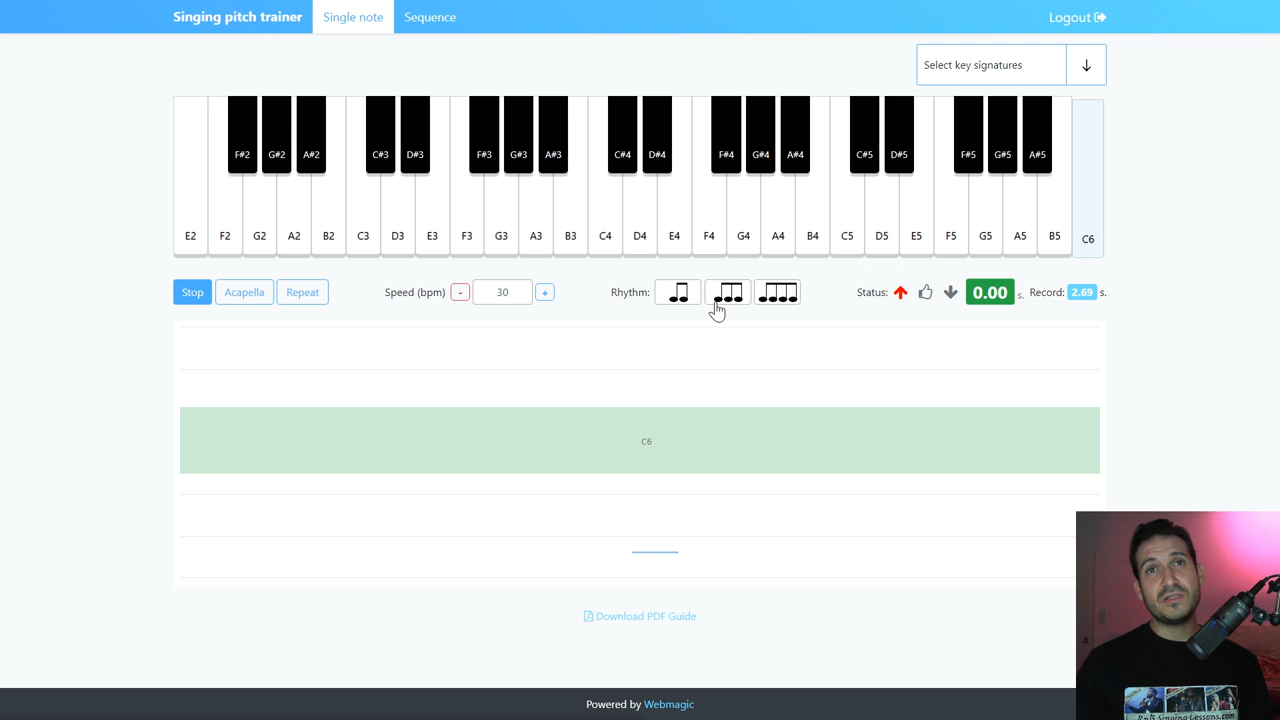 Singing pitch trainer Single note Sequence Logout
Select key signatures ↓
F#2 G#2 A#2 C#3 D#3 F#3 G#3 A#3 C#4 D#4 F#4 G#4 A#4 C#5 D#5 F#5 G#5 A#5
E2 F2 G2 A2 B2 C3 D3 E3 F3 G3 A3 B3 C4 D4 E4 F4 G4 A4 B4 C5 D5 E5 F5 G5 A5 B5 C6
Stop Acapella Repeat Speed (bpm) - 30 + Rhythm: Status: 0.00 s. Record: 2.69 s.
C6
Download PDF Guide
RnBSingingLessons.com
Powered by Webmagic